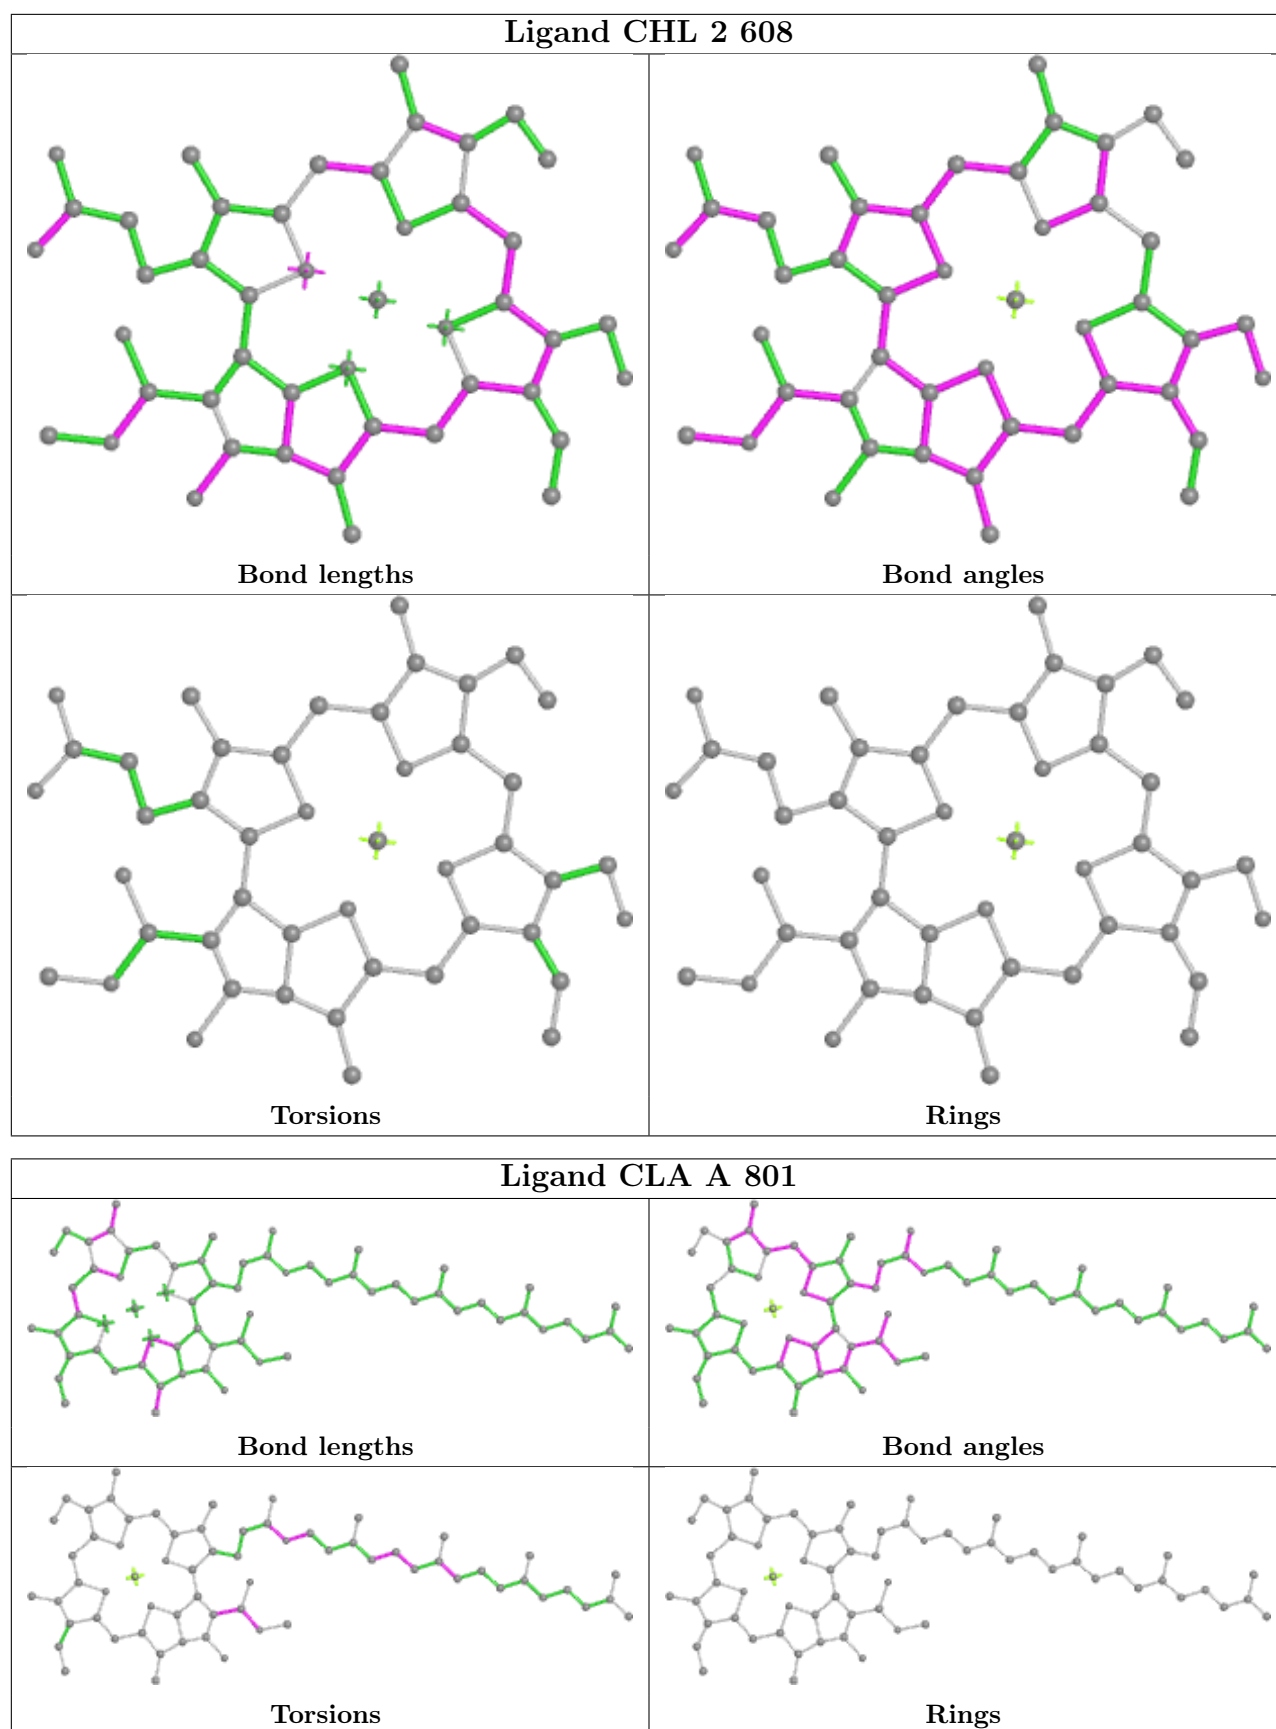 Ligand CHL 2 608
Bond lengths
Bond angles
Torsions
Rings
Ligand CLA A 801
Bond lengths
Bond angles
Torsions
Rings